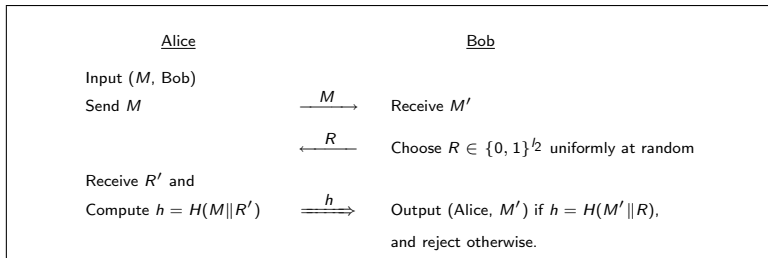 Alice Bob
Input (M, Bob)
Send M M Receive M′
R Choose R ∈ {0, 1}^l2 uniformly at random
Receive R′ and
Compute h = H(M∥R′) h Output (Alice, M′) if h = H(M′∥R),
and reject otherwise.